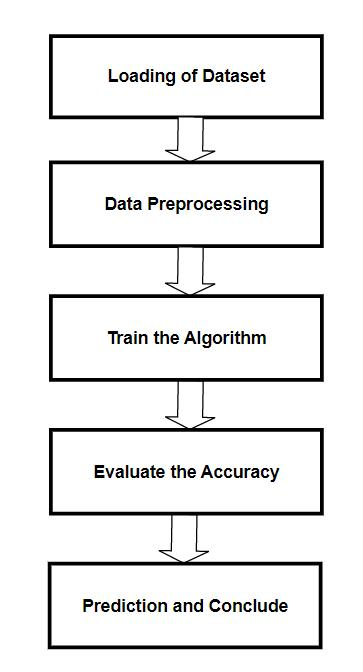 Loading of Dataset
Data Preprocessing
Train the Algorithm
Evaluate the Accuracy
Prediction and Conclude